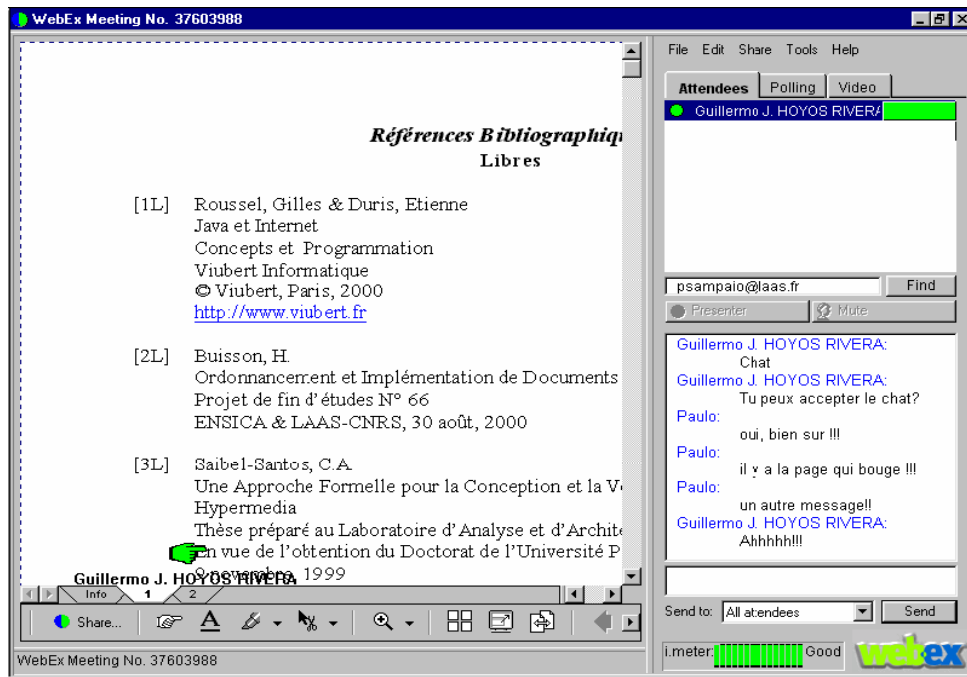 WebEx Meeting No. 37603988
Références Bibliographiq
Libres
[1L] Roussel, Gilles & Duris, Etienne
Java et Internet
Concepts et Programmation
Viubert Informatique
© Viubert, Paris, 2000
http://www.viubert.fr
[2L] Buisson, H.
Ordonnancement et Implémentation de Documents
Projet de fin d'études N° 66
ENSICA & LAAS-CNRS, 30 août, 2000
[3L] Saibel-Santos, C.A.
Une Approche Formelle pour la Conception et la Vé
Hypermedia
Thèse préparé au Laboratoire d'Analyse et d'Archite
En vue de l'obtention du Doctorat de l'Université P
9 novembre, 1999
Guillermo J. HOYOS RIVERA
Info 1 2
Share... A
WebEx Meeting No. 37603988
File Edit Share Tools Help
Attendees Polling Video
Guillermo J. HOYOS RIVERA
psampaio@laas.fr Find
Presenter Mute
Guillermo J. HOYOS RIVERA:
Chat
Guillermo J. HOYOS RIVERA:
Tu peux accepter le chat?
Paulo:
oui, bien sur !!!
Paulo:
il y a la page qui bouge !!!
Paulo:
un autre message!!
Guillermo J. HOYOS RIVERA:
Ahhhhh!!!
Send to: All attendees Send
i.meter: Good webex